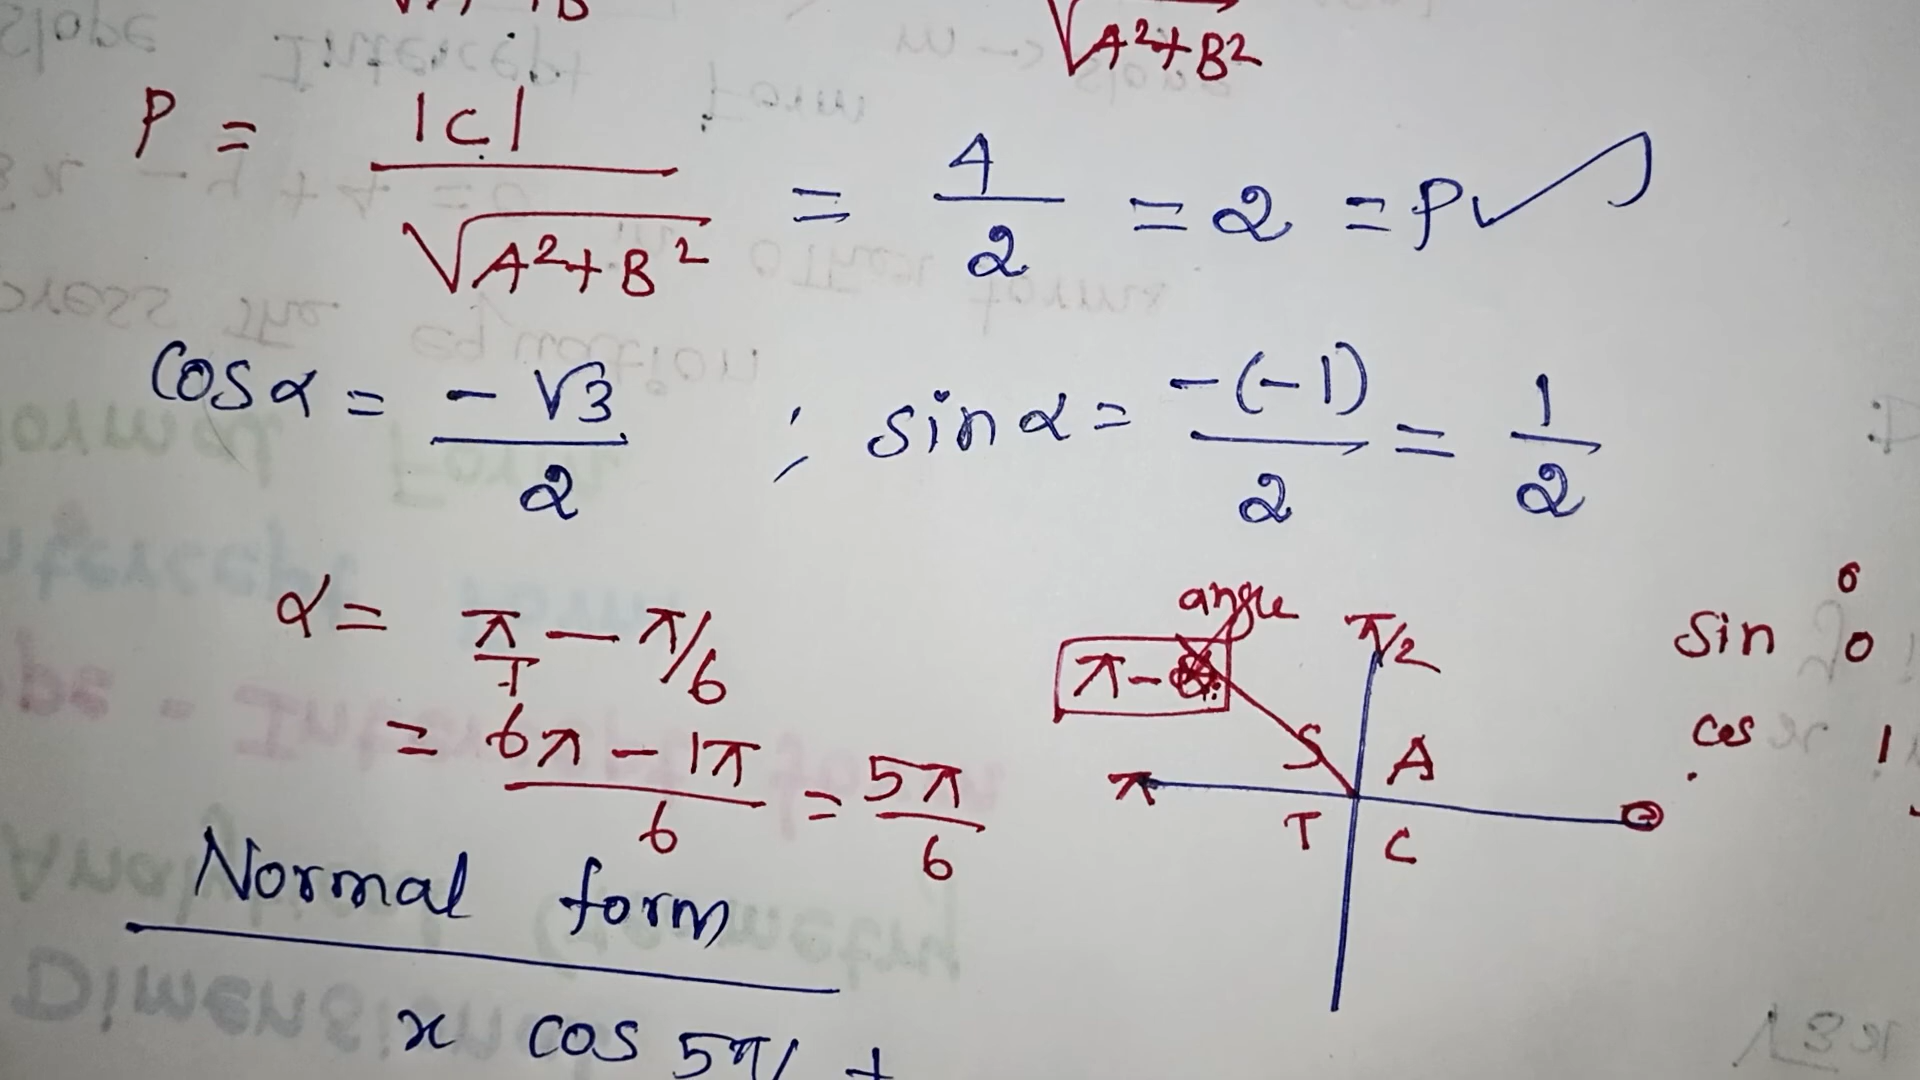 √A²+B²
P = |C| / √A²+B² = 4/2 = 2 = P ✓
cos α = -√3/2 ; sin α = -(-1)/2 = 1/2
α = π/1 - π/6
= 6π - 1π / 6 = 5π/6
angle
π/2
π-
S A
π
T C
0
sin 0
cos 1
Normal form
x cos 5π/ +